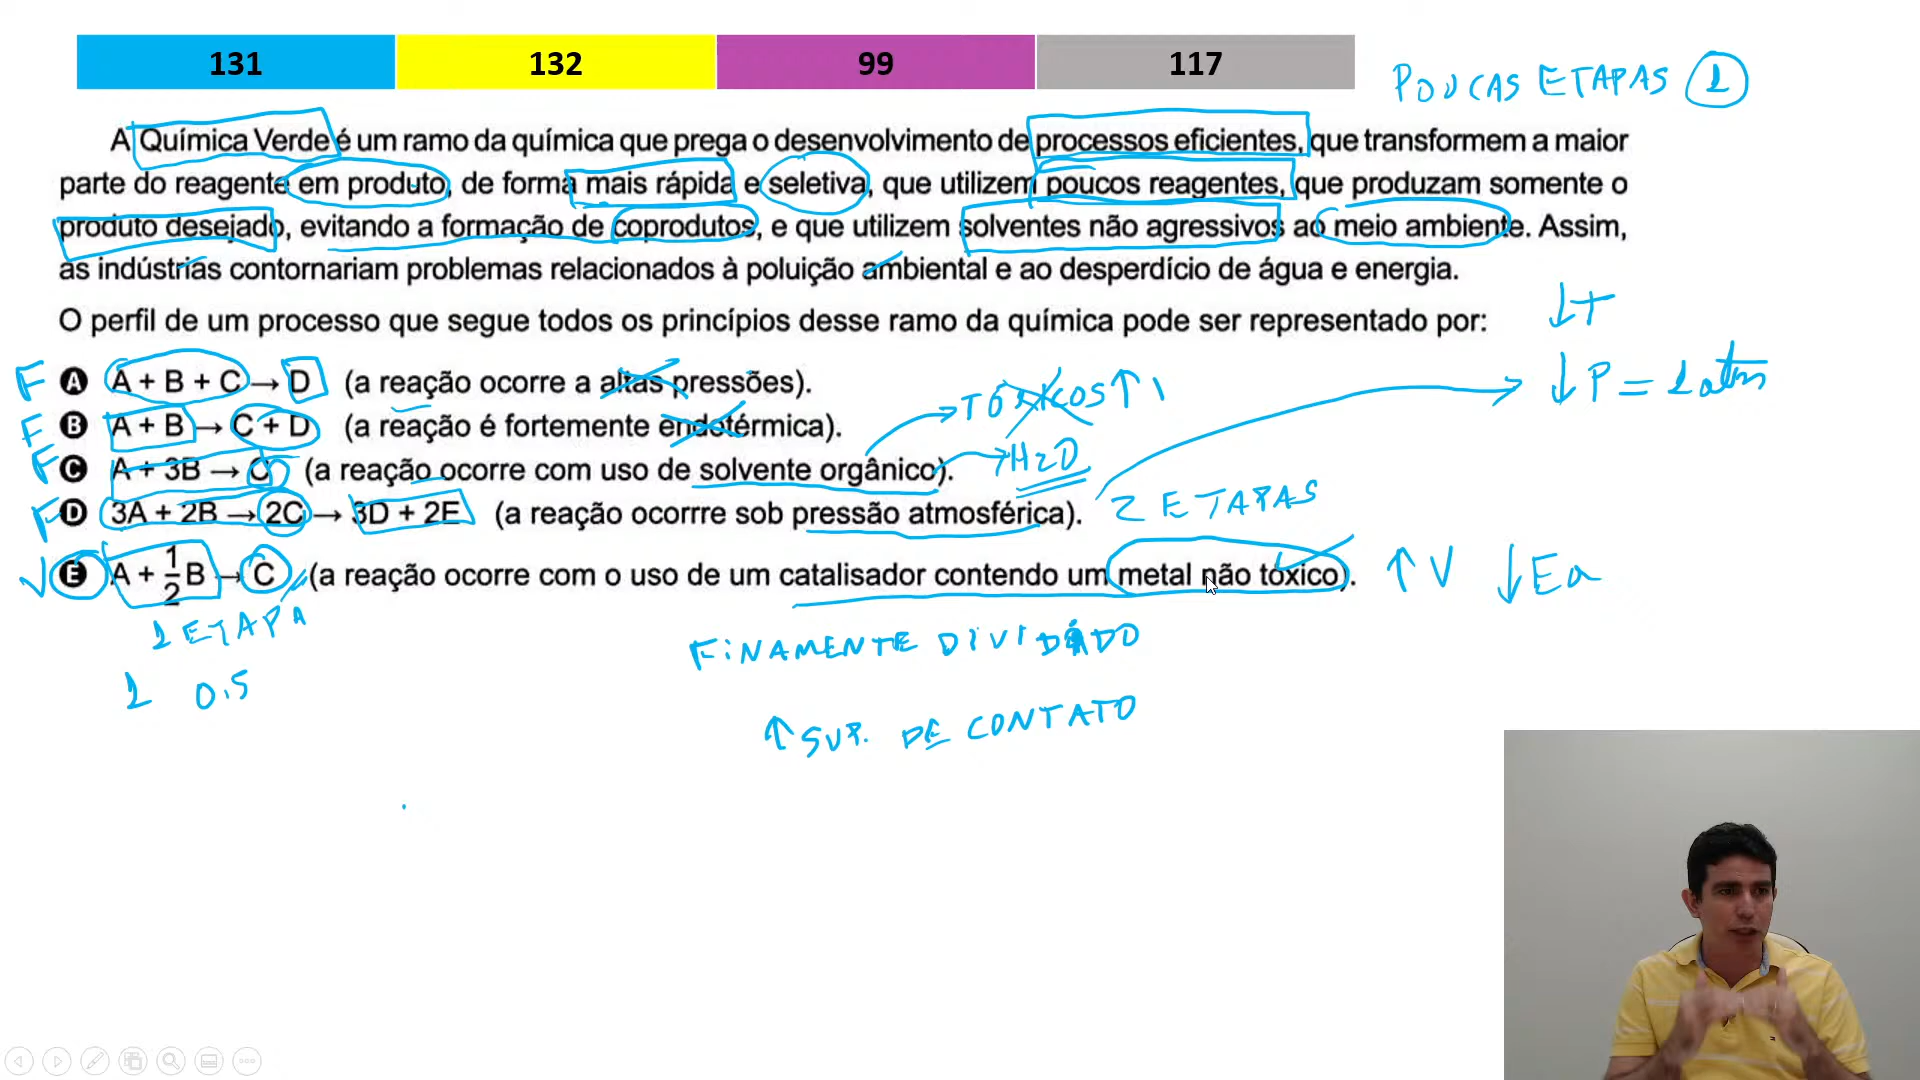 131 132 99 117
POUCAS ETAPAS 1
A Química Verde é um ramo da química que prega o desenvolvimento de processos eficientes, que transformem a maior
parte do reagente em produto, de forma mais rápida e seletiva, que utilizem poucos reagentes, que produzam somente o
produto desejado, evitando a formação de coprodutos, e que utilizem solventes não agressivos ao meio ambiente. Assim,
as indústrias contornariam problemas relacionados à poluição ambiental e ao desperdício de água e energia.
O perfil de um processo que segue todos os princípios desse ramo da química pode ser representado por:
↓T
F A A + B + C → D (a reação ocorre a altas pressões).
↓P = 1 atm
TÓXICOS ↑
F B A + B → C + D (a reação é fortemente endotérmica).
F C A + 3B → C (a reação ocorre com uso de solvente orgânico).
H2O
F D 3A + 2B → 2C → 3D + 2E (a reação ocorrre sob pressão atmosférica).
2 ETAPAS
V E A + 1/2 B → C (a reação ocorre com o uso de um catalisador contendo um metal não tóxico).
↑V ↓Ea
1 ETAPA
FINAMENTE DIVIDIDO
1 0.5
↑ SUP. DE CONTATO